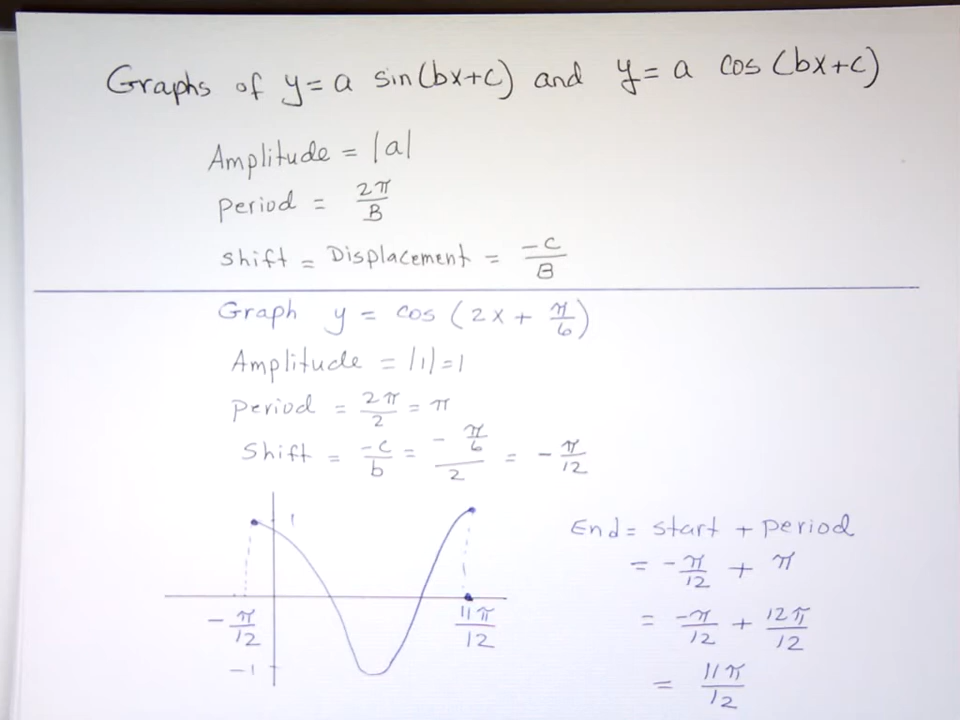 Graphs of y = a sin(bx+c) and y = a cos(bx+c)
Amplitude = |a|
Period = 2π/B
Shift = Displacement = -c/B
Graph y = cos(2x + π/6)
Amplitude = |1| = 1
Period = 2π/2 = π
Shift = -c/b = -π/6/2 = -π/12
1
-π/12
11π/12
-1
End = start + period
= -π/12 + π
= -π/12 + 12π/12
= 11π/12